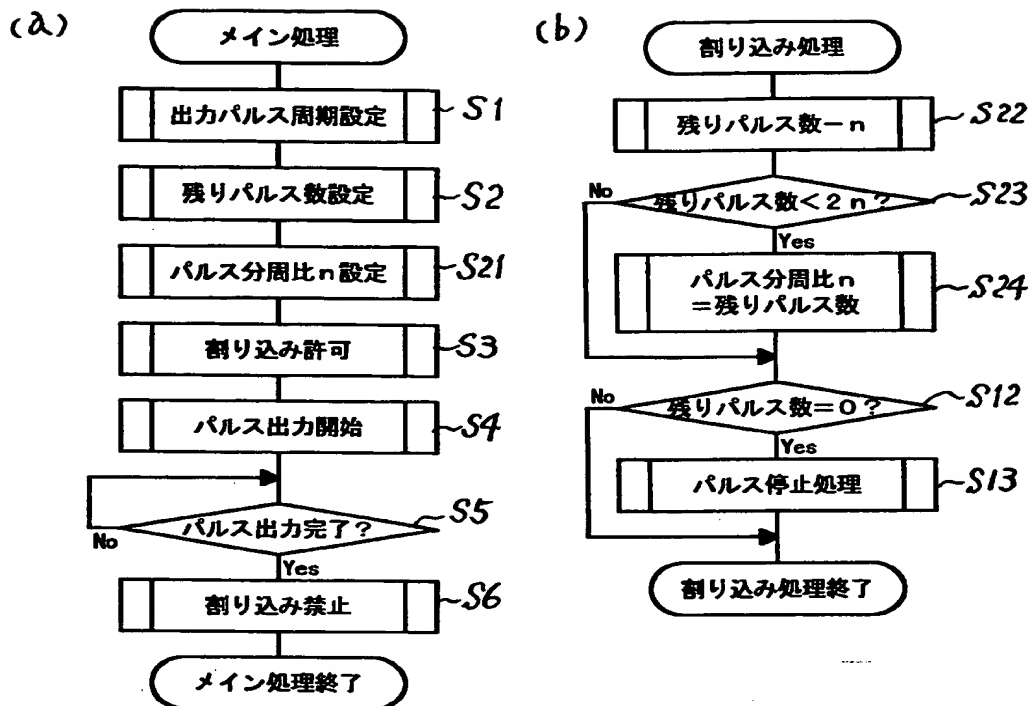 (a)
メイン処理
出力パルス周期設定
S1
残りパルス数設定
S2
パルス分周比n設定
S21
割り込み許可
S3
パルス出力開始
S4
パルス出力完了?
S5
No
Yes
割り込み禁止
S6
メイン処理終了
(b)
割り込み処理
残りパルス数-n
S22
No
残りパルス数<2n?
S23
Yes
パルス分周比n
=残りパルス数
S24
No
残りパルス数=0?
S12
Yes
パルス停止処理
S13
割り込み処理終了